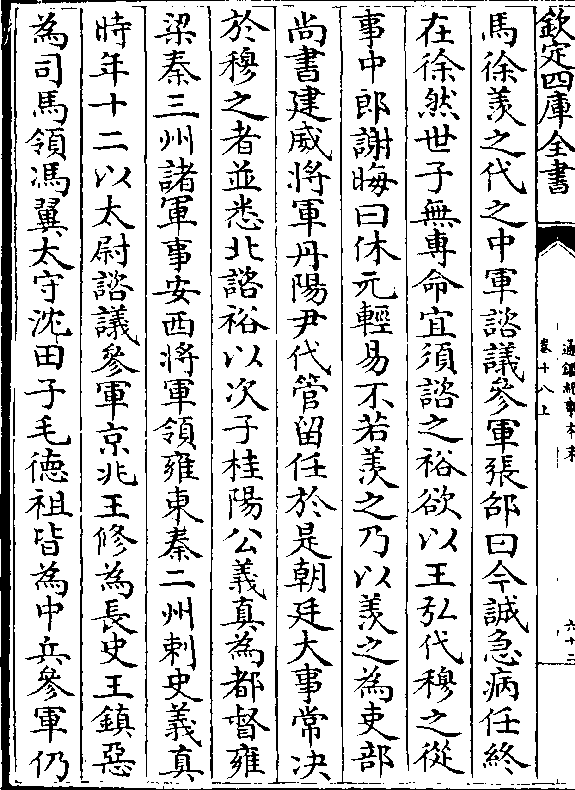 欽定四庫全書
通鑑紀事本末
卷十八上
六十三
馬徐羨之代之中軍諮議參軍張邵曰今誠急病任終
在徐然世子無專命宜須諮之裕欲以王弘代穆之從
事中郎謝晦曰休元輕易不若羨之乃以羨之為吏部
尚書建威將軍丹陽尹代管留任於是朝廷大事常決
於穆之者並悉北諮裕以次子桂陽公義真為都督雍
梁秦三州諸軍事安西將軍領雍東秦二州刺史義真
時年十二以太尉諮議參軍京兆王修為長史王鎮惡
為司馬領馮翊太守沈田子毛德祖皆為中兵參軍仍